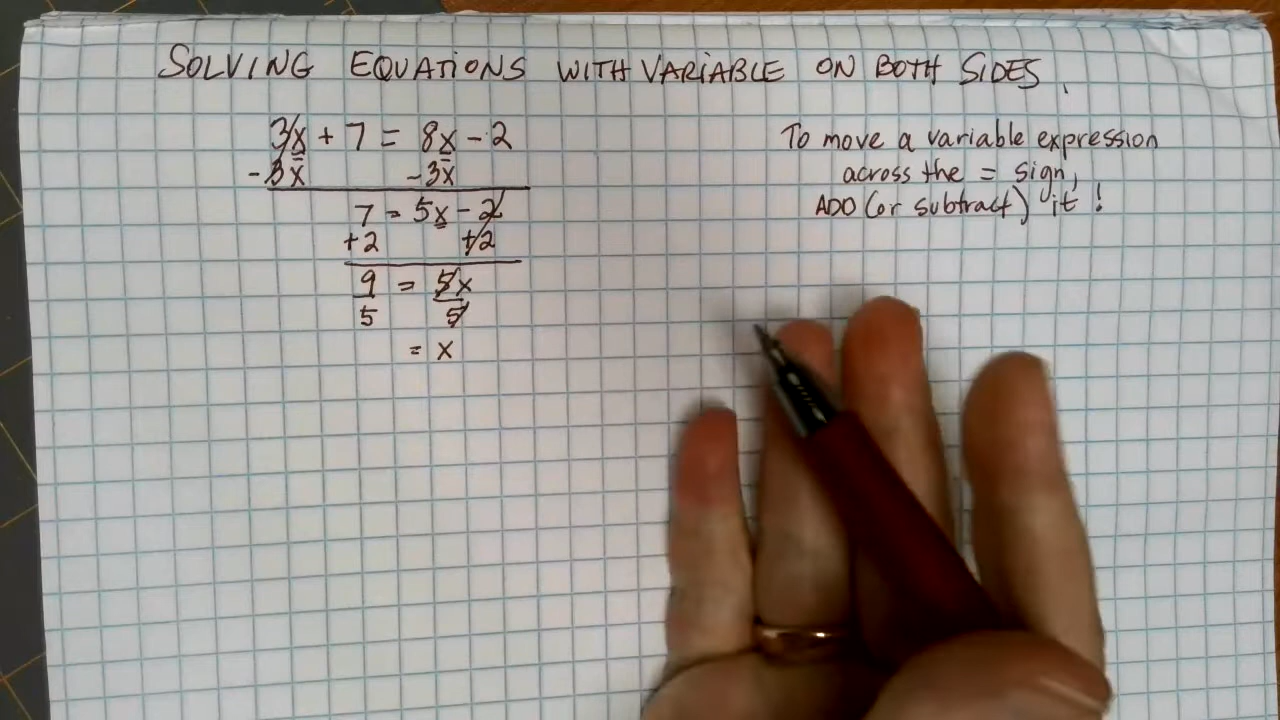 SOLVING EQUATIONS WITH VARIABLE ON BOTH SIDES.
3x + 7 = 8x - 2
-3x -3x
7 = 5x - 2
+2 +2
9 = 5x
5 5
= x
To move a variable expression
across the = sign,
ADD (or subtract) it!